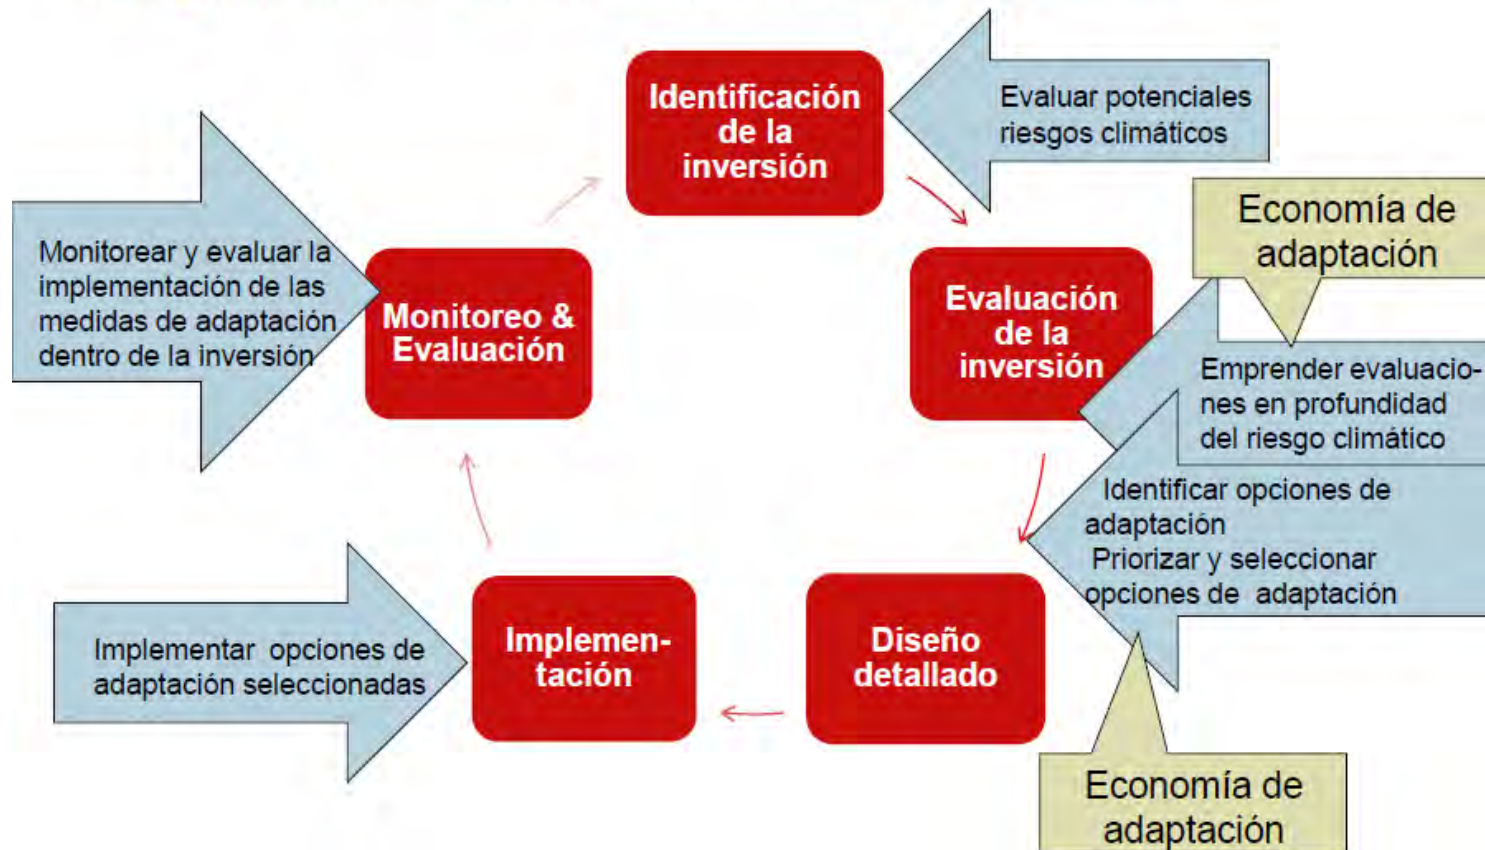 Identificación
de la
inversión
Evaluar potenciales
riesgos climáticos
Economía de
adaptación
Evaluación
de la
inversión
Emprender evaluacio-
nes en profundidad
del riesgo climático
Identificar opciones de
adaptación
Priorizar y seleccionar
opciones de adaptación
Economía de
adaptación
Diseño
detallado
Implemen-
tación
Implementar opciones de
adaptación seleccionadas
Monitoreo &
Evaluación
Monitorear y evaluar la
implementación de las
medidas de adaptación
dentro de la inversión